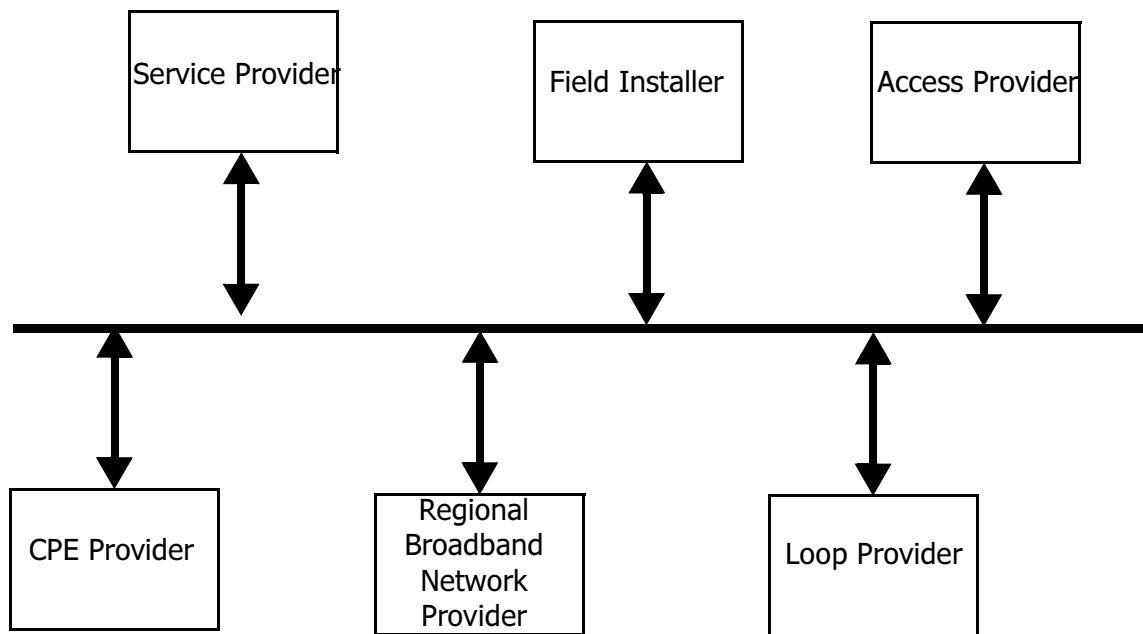 Service Provider
Field Installer
Access Provider
CPE Provider
Regional
Broadband
Network
Provider
Loop Provider